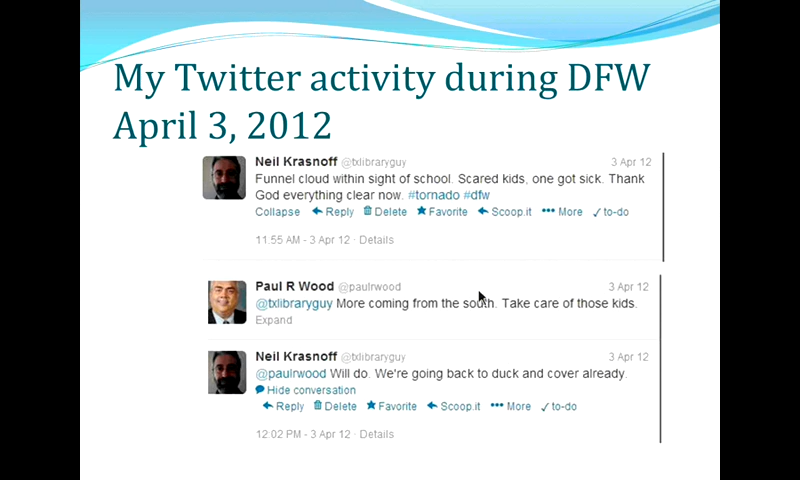 My Twitter activity during DFW
April 3, 2012
Neil Krasnoff @txlibraryguy 3 Apr 12
Funnel cloud within sight of school. Scared kids, one got sick. Thank
God everything clear now. #tornado #dfw
Collapse Reply Delete Favorite Scoop.it More to-do
11:55 AM - 3 Apr 12 · Details
Paul R Wood @paulrwood 3 Apr 12
@txlibraryguy More coming from the south. Take care of those kids.
Expand
Neil Krasnoff @txlibraryguy 3 Apr 12
@paulrwood Will do. We're going back to duck and cover already.
Hide conversation
Reply Delete Favorite Scoop.it More to-do
12:02 PM - 3 Apr 12 · Details